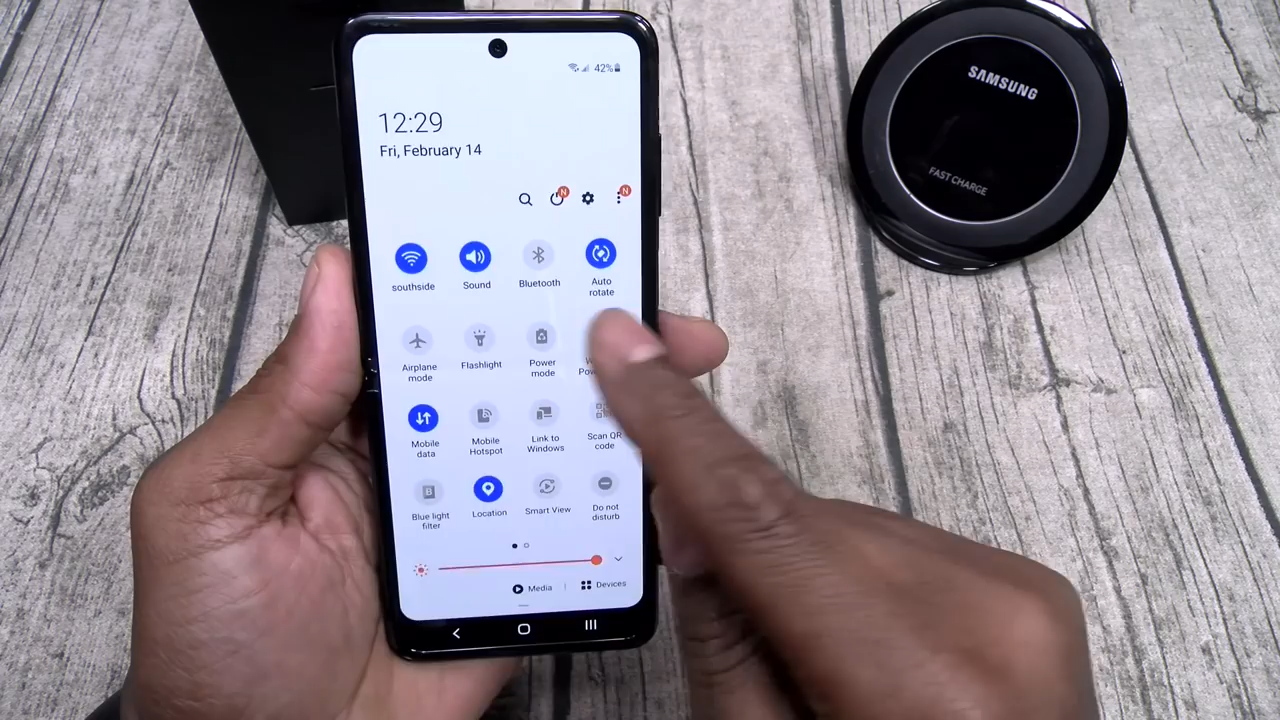 42%
12:29
Fri, February 14
N
N
southside
Sound
Bluetooth
Auto
rotate
Airplane
mode
Flashlight
Power
mode
Mobile
data
Mobile
Hotspot
Link to
Windows
Scan QR
code
B
Blue light
filter
Location
Smart View
Do not
disturb
Media
Devices
SAMSUNG
FAST CHARGE